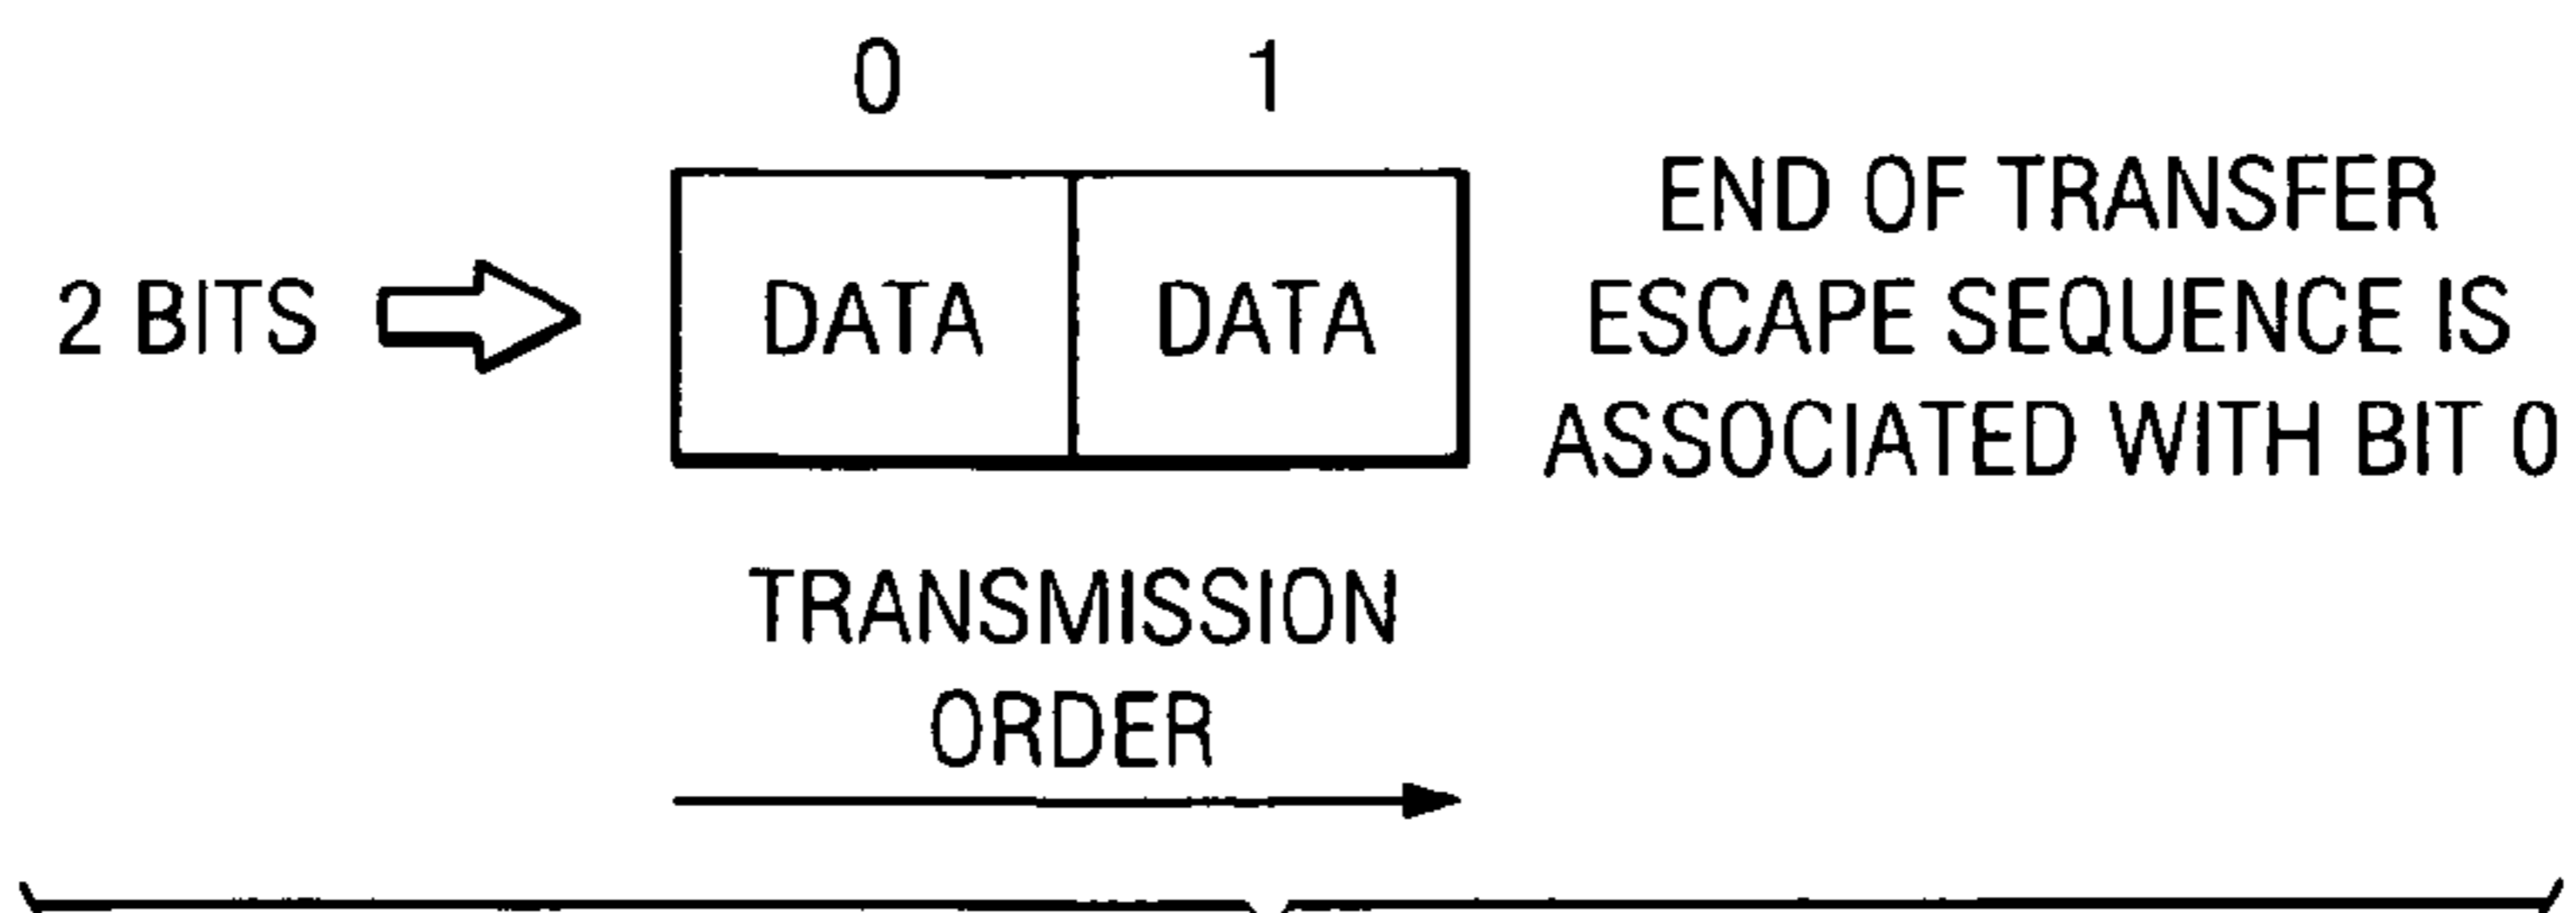 0 1
2 BITS
DATA DATA
END OF TRANSFER
ESCAPE SEQUENCE IS
ASSOCIATED WITH BIT 0
TRANSMISSION
ORDER